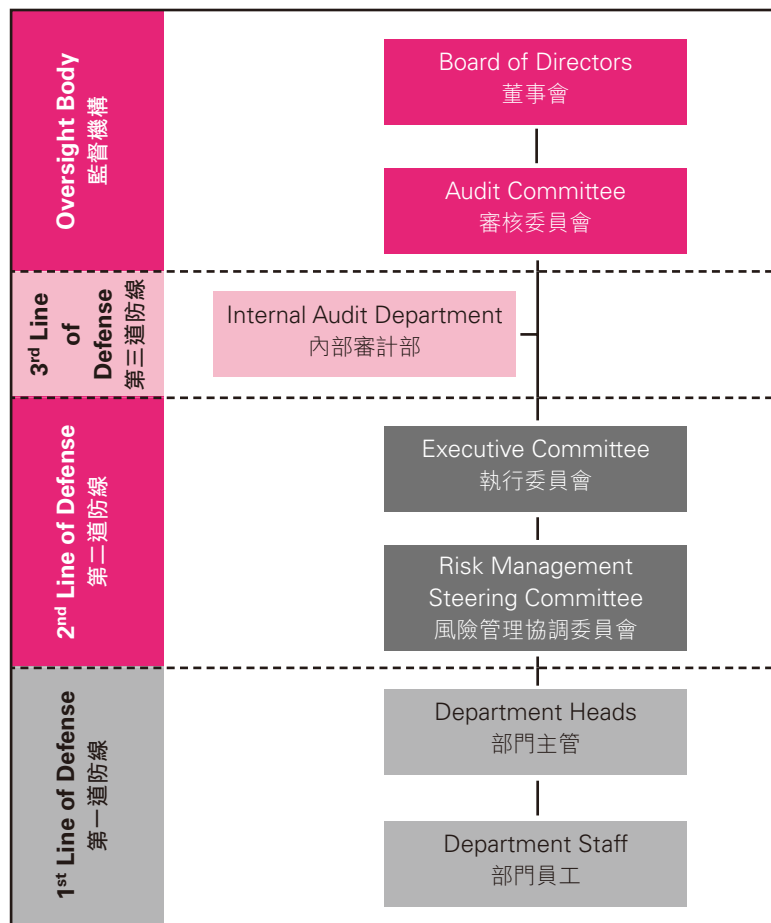 Oversight Body
監督機構
Board of Directors
董事會
Audit Committee
審核委員會
3rd Line
of
Defense
第三道防線
Internal Audit Department
內部審計部
2nd Line of Defense
第二道防線
Executive Committee
執行委員會
Risk Management
Steering Committee
風險管理協調委員會
1st Line of Defense
第一道防線
Department Heads
部門主管
Department Staff
部門員工